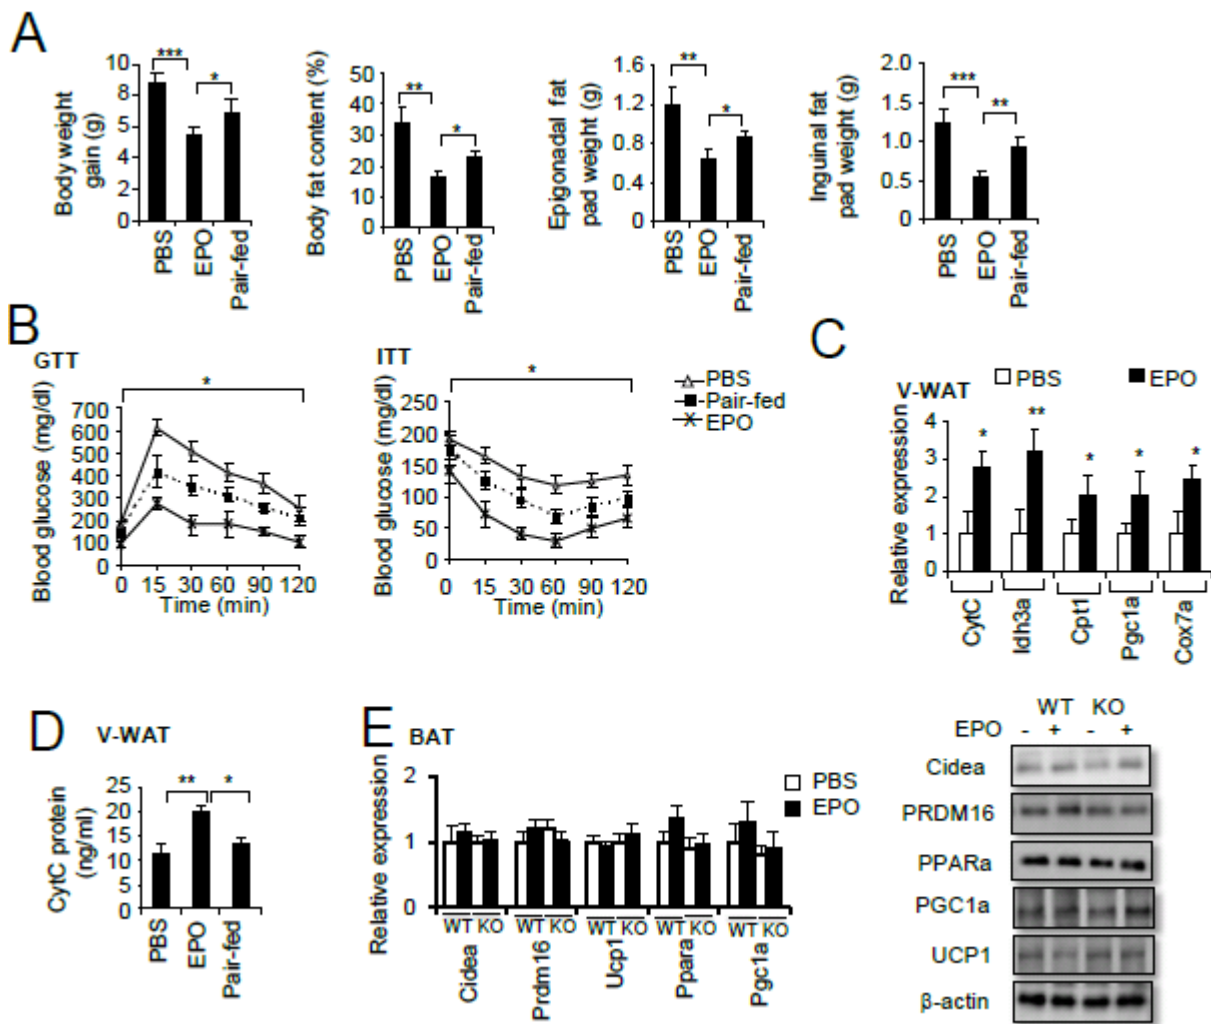 A
***
*
Body weight
gain (g)
10
8
5
4
2
0
PBS
EPO
Pair-fed
**
*
Body fat content (%)
50
40
30
20
10
0
PBS
EPO
Pair-fed
**
*
Epigonadal fat
pad weight (g)
1.6
1.2
0.8
0.4
0
PBS
EPO
Pair-fed
***
**
Inguinal fat
pad weight (g)
2.0
1.5
1.0
0.5
0
PBS
EPO
Pair-fed
B
GTT
*
Blood glucose (mg/dl)
700
600
500
400
300
200
100
0
0 15 30 60 90 120
Time (min)
ITT
*
Blood glucose (mg/dl)
250
200
150
100
50
0
0 15 30 60 90 120
Time (min)
PBS
Pair-fed
EPO
C
V-WAT
PBS EPO
Relative expression
4
3
2
1
0
* ** * * *
CytC Idh3a Cpt1 Pgc1a Cox7a
D
V-WAT
** *
CytC protein
(ng/ml)
25
20
15
10
5
0
PBS
EPO
Pair-fed
E
BAT
PBS
EPO
Relative expression
2
1
0
WT KO WT KO WT KO WT KO WT KO
Cidea Prdm16 Ucp1 Ppara Pgc1a
WT KO
EPO - + - +
Cidea
PRDM16
PPARa
PGC1a
UCP1
β-actin